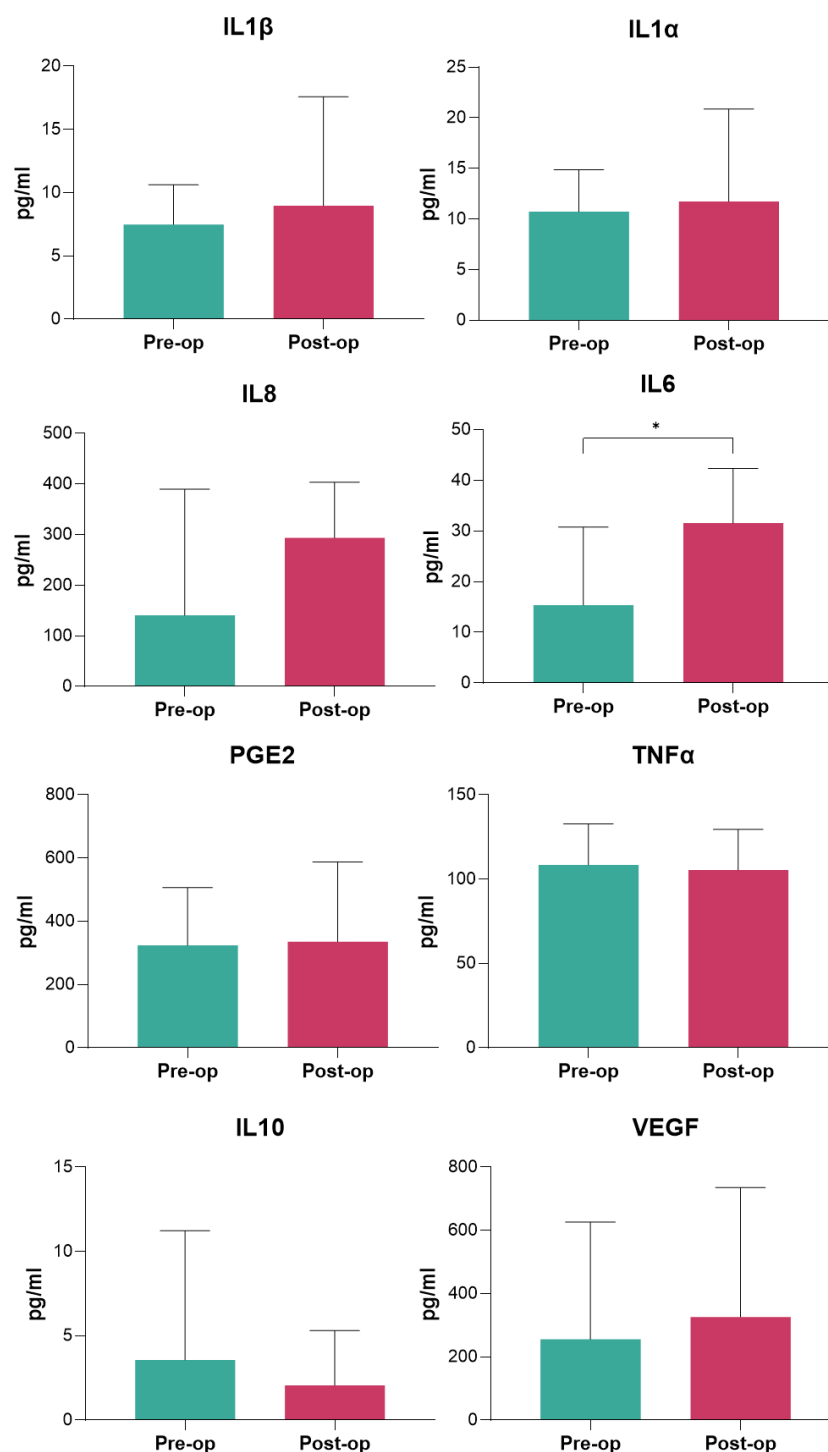 IL1β
20
15
10
5
0
pg/ml
Pre-op
Post-op
IL1α
25
20
15
10
5
0
pg/ml
Pre-op
Post-op
IL8
500
400
300
200
100
0
pg/ml
Pre-op
Post-op
IL6
50
40
30
20
10
0
pg/ml
*
Pre-op
Post-op
PGE2
800
600
400
200
0
pg/ml
Pre-op
Post-op
TNFα
150
100
50
0
pg/ml
Pre-op
Post-op
IL10
15
10
5
0
pg/ml
Pre-op
Post-op
VEGF
800
600
400
200
0
pg/ml
Pre-op
Post-op